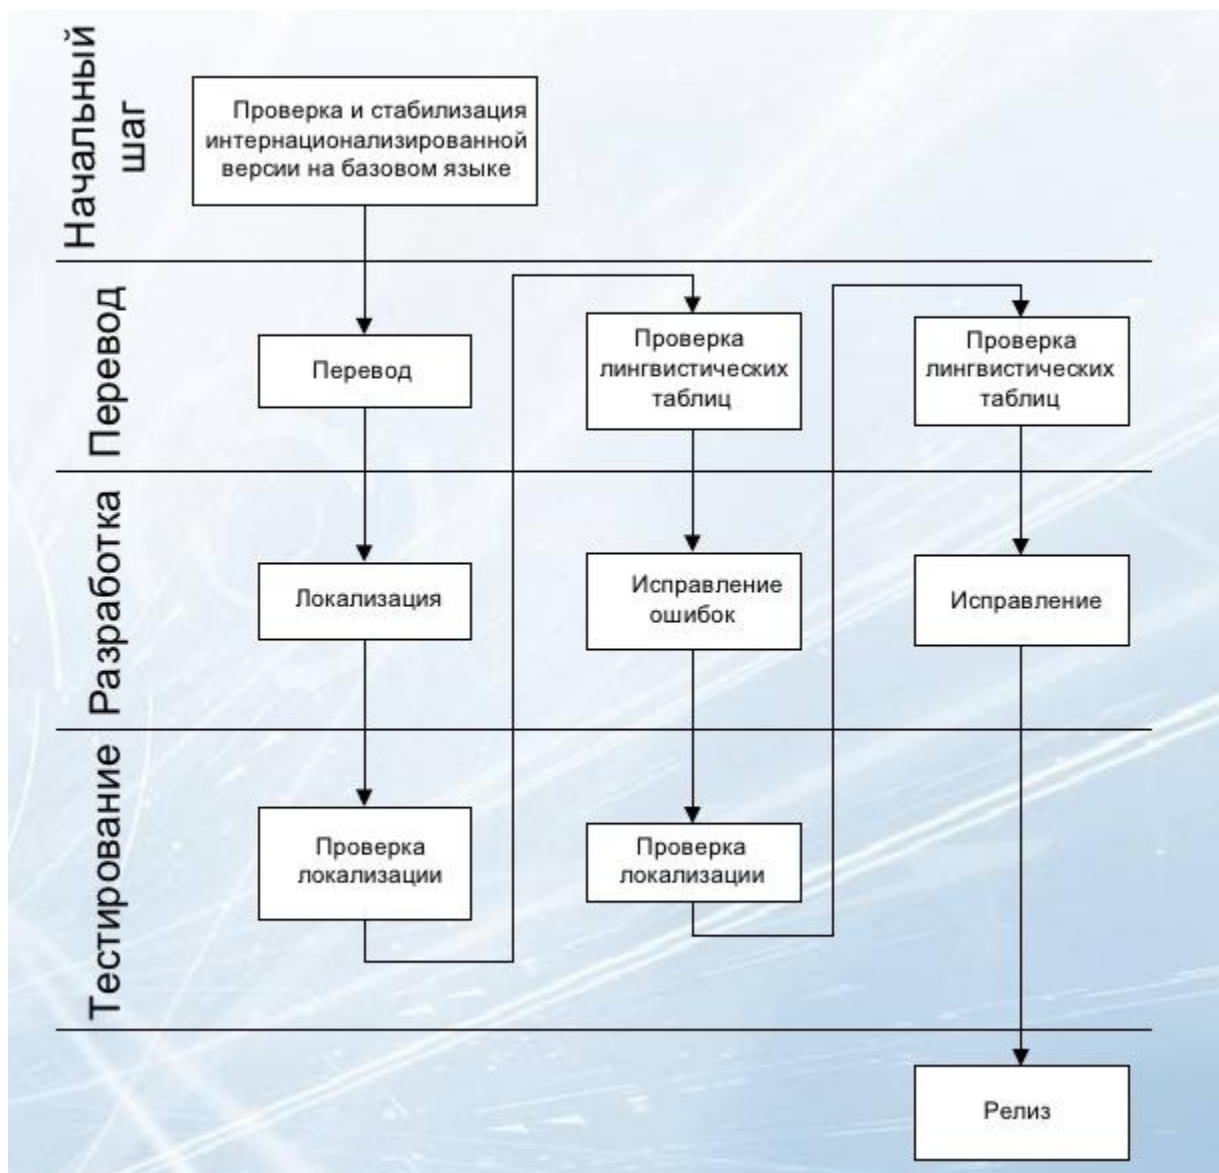 Начальный
шаг
Проверка и стабилизация
интернационализированной
версии на базовом языке
Перевод
Перевод
Проверка
лингвистических
таблиц
Проверка
лингвистических
таблиц
Разработка
Локализация
Исправление
ошибок
Исправление
Тестирование
Проверка
локализации
Проверка
локализации
Релиз